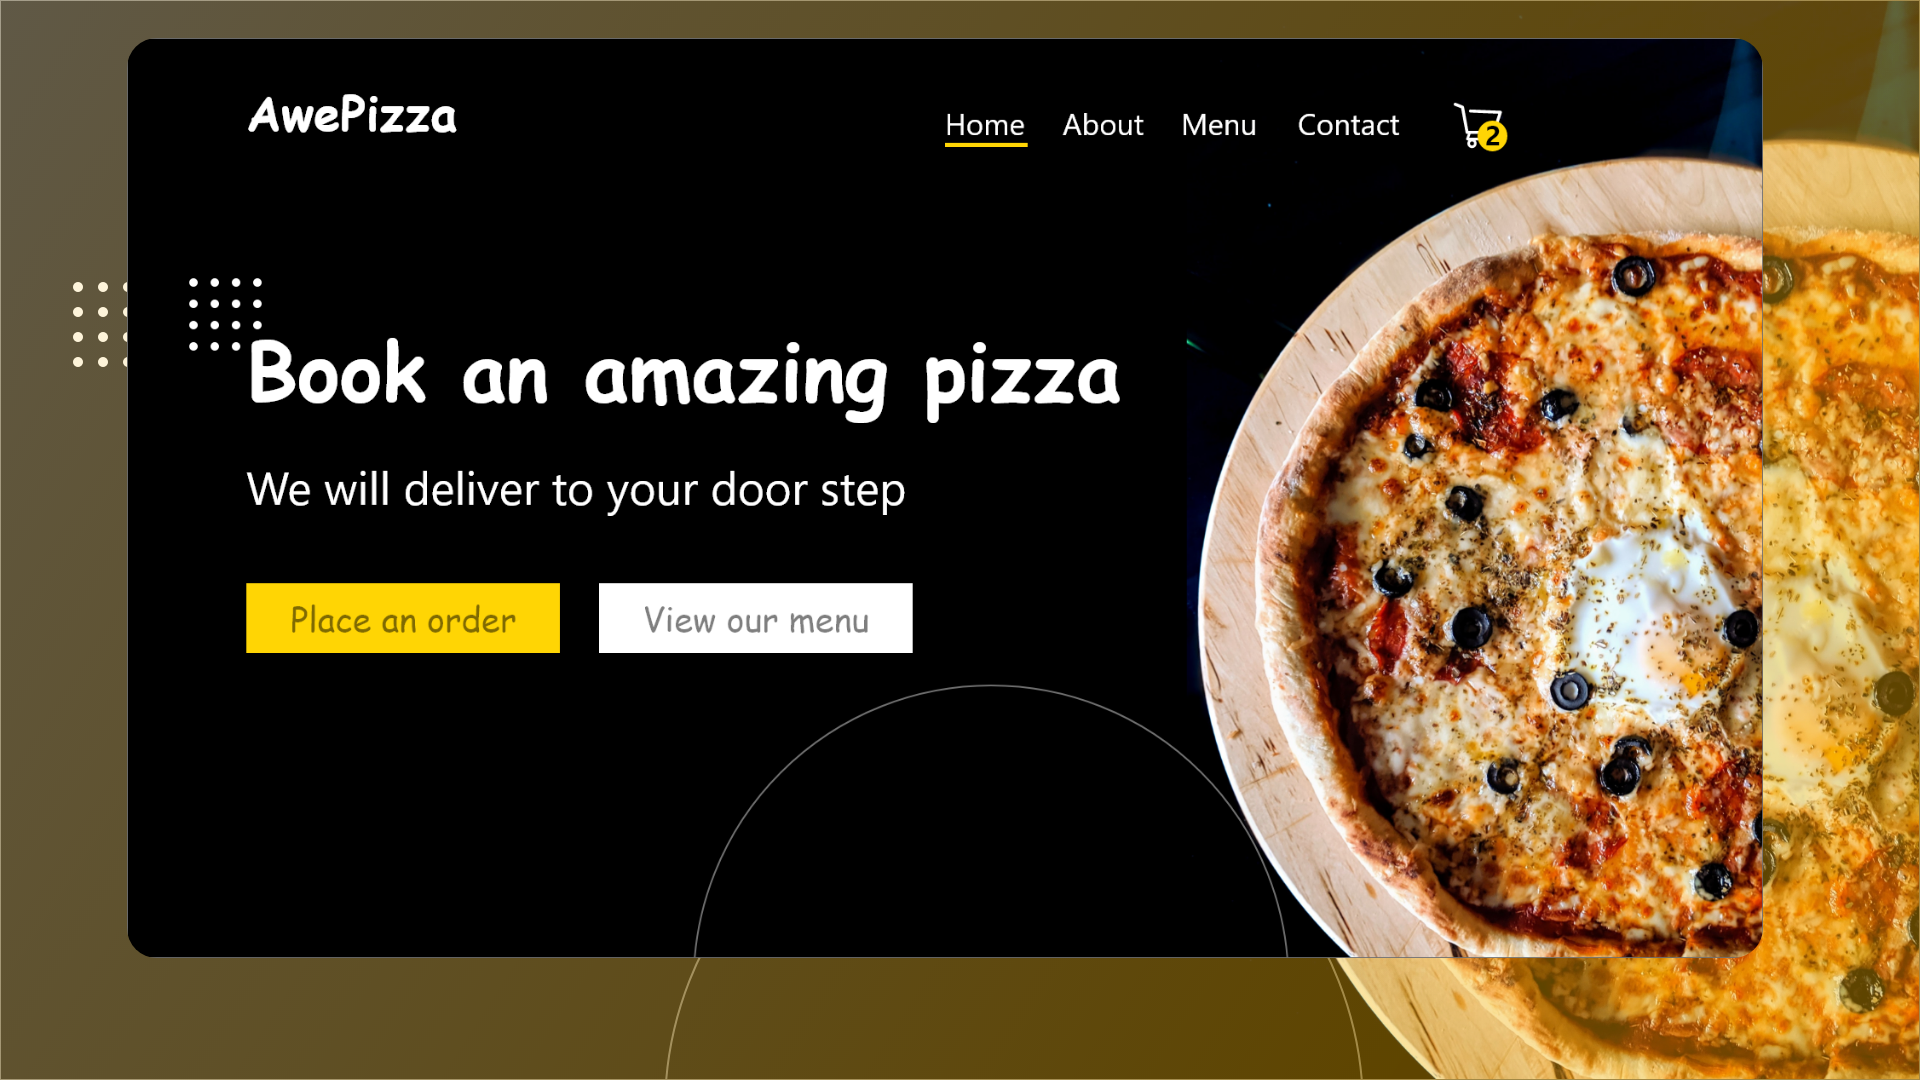 AwePizza
Home About Menu Contact
2
Book an amazing pizza
We will deliver to your door step
Place an order View our menu